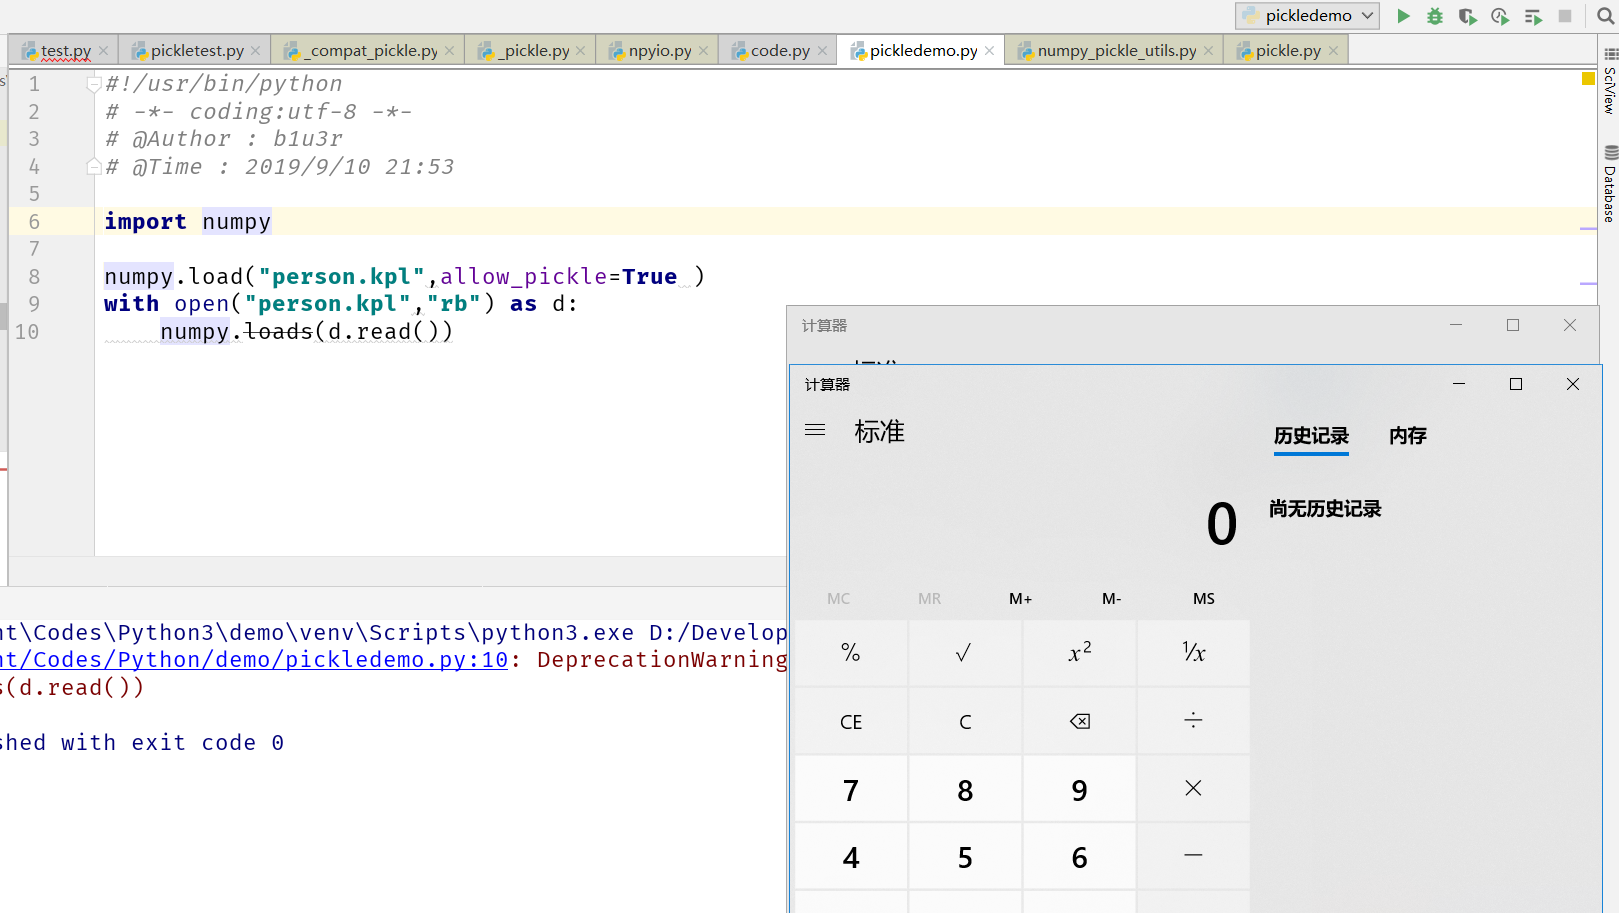 pickledemo
test.py
pickletest.py
_compat_pickle.py
_pickle.py
npyio.py
code.py
pickledemo.py
numpy_pickle_utils.py
pickle.py
SciView
Database
1 #!/usr/bin/python
2 # -*- coding:utf-8 -*-
3 # @Author : b1u3r
4 # @Time : 2019/9/10 21:53
5
6 import numpy
7
8 numpy.load("person.kpl",allow_pickle=True )
9 with open("person.kpl","rb") as d:
10 numpy.loads(d.read())
nt\Codes\Python3\demo\venv\Scripts\python3.exe D:/Develop
nt/Codes/Python/demo/pickledemo.py:10: DeprecationWarning
s(d.read())
shed with exit code 0
计算器
计算器
标准
历史记录 内存
0
尚无历史记录
MC MR M+ M- MS
% √ x² ¹/x
CE C ÷
7 8 9 ×
4 5 6 −